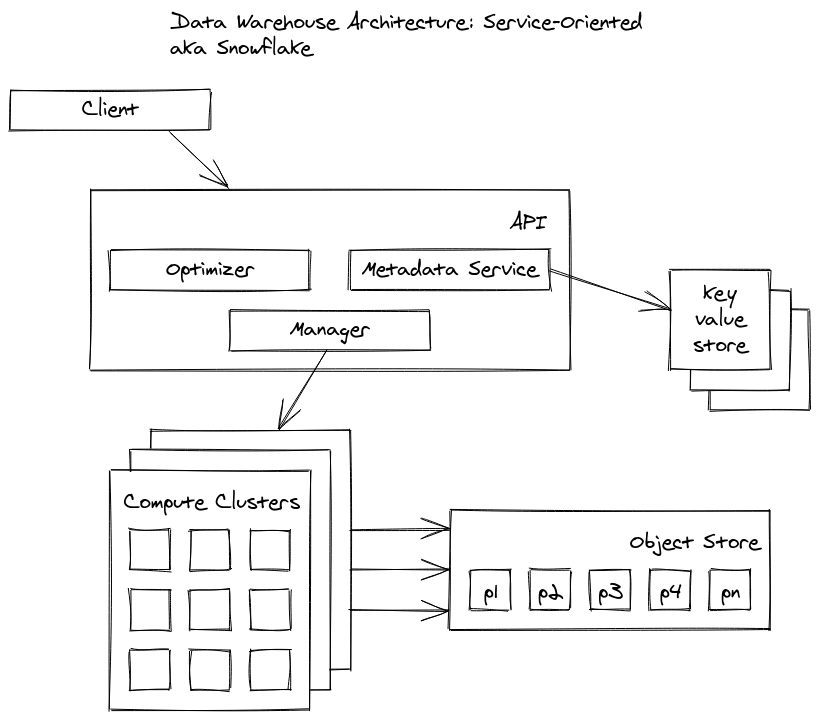 Data Warehouse Architecture: Service-Oriented
aka Snowflake
Client
API
Optimizer
Metadata Service
Manager
Key
value
store
Compute Clusters
Object Store
p1
p2
p3
p4
pn